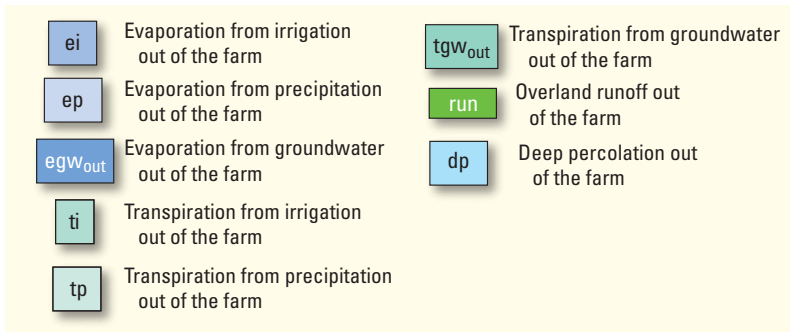 ei
Evaporation from irrigation
out of the farm
ep
Evaporation from precipitation
out of the farm
egwout
Evaporation from groundwater
out of the farm
ti
Transpiration from irrigation
out of the farm
tp
Transpiration from precipitation
out of the farm
tgwout
Transpiration from groundwater
out of the farm
run
Overland runoff out
of the farm
dp
Deep percolation out
of the farm